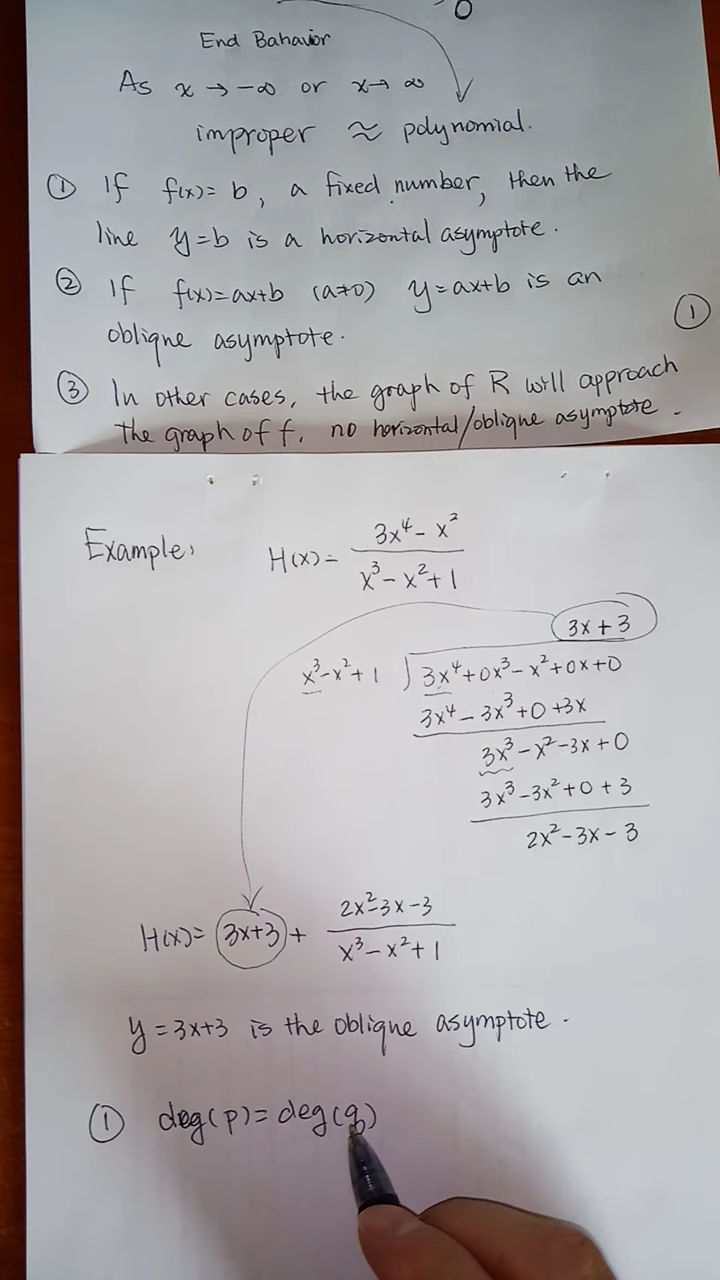 0
End Bahavior
As x → -∞ or x → ∞
improper ≈ polynomial.
① If f(x)= b, a fixed number, then the
line y=b is a horizontal asymptote.
② If f(x)=ax+b (a≠0) y=ax+b is an
oblique asymptote.
①
③ In other cases, the graph of R will approach
the graph of f, no horizontal/oblique asymptote.
Example: H(x)= (3x⁴-x²)/(x³-x²+1)
3x+3
x³-x²+1 ) 3x⁴+0x³-x²+0x+0
3x⁴-3x³+0+3x
3x³-x²-3x+0
3x³-3x²+0+3
2x²-3x-3
H(x)= 3x+3 + (2x²-3x-3)/(x³-x²+1)
y=3x+3 is the oblique asymptote.
① deg(p)=deg(q)